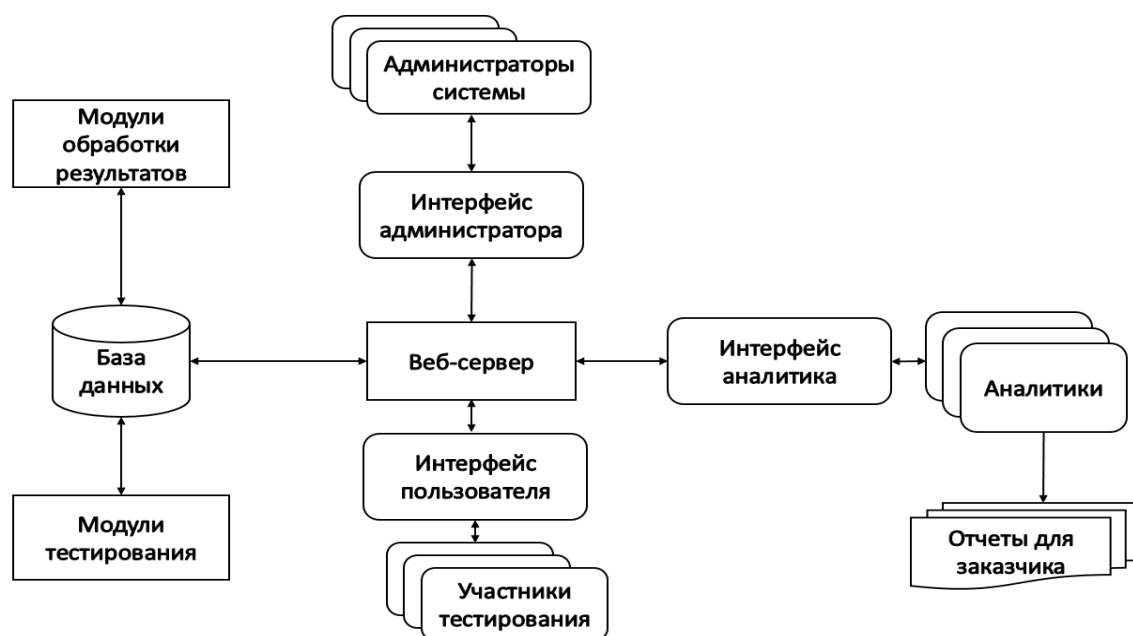 Администраторы
системы
Модули
обработки
результатов
Интерфейс
администратора
База
данных
Веб-сервер
Интерфейс
аналитика
Аналитики
Интерфейс
пользователя
Модули
тестирования
Отчеты для
заказчика
Участники
тестирования